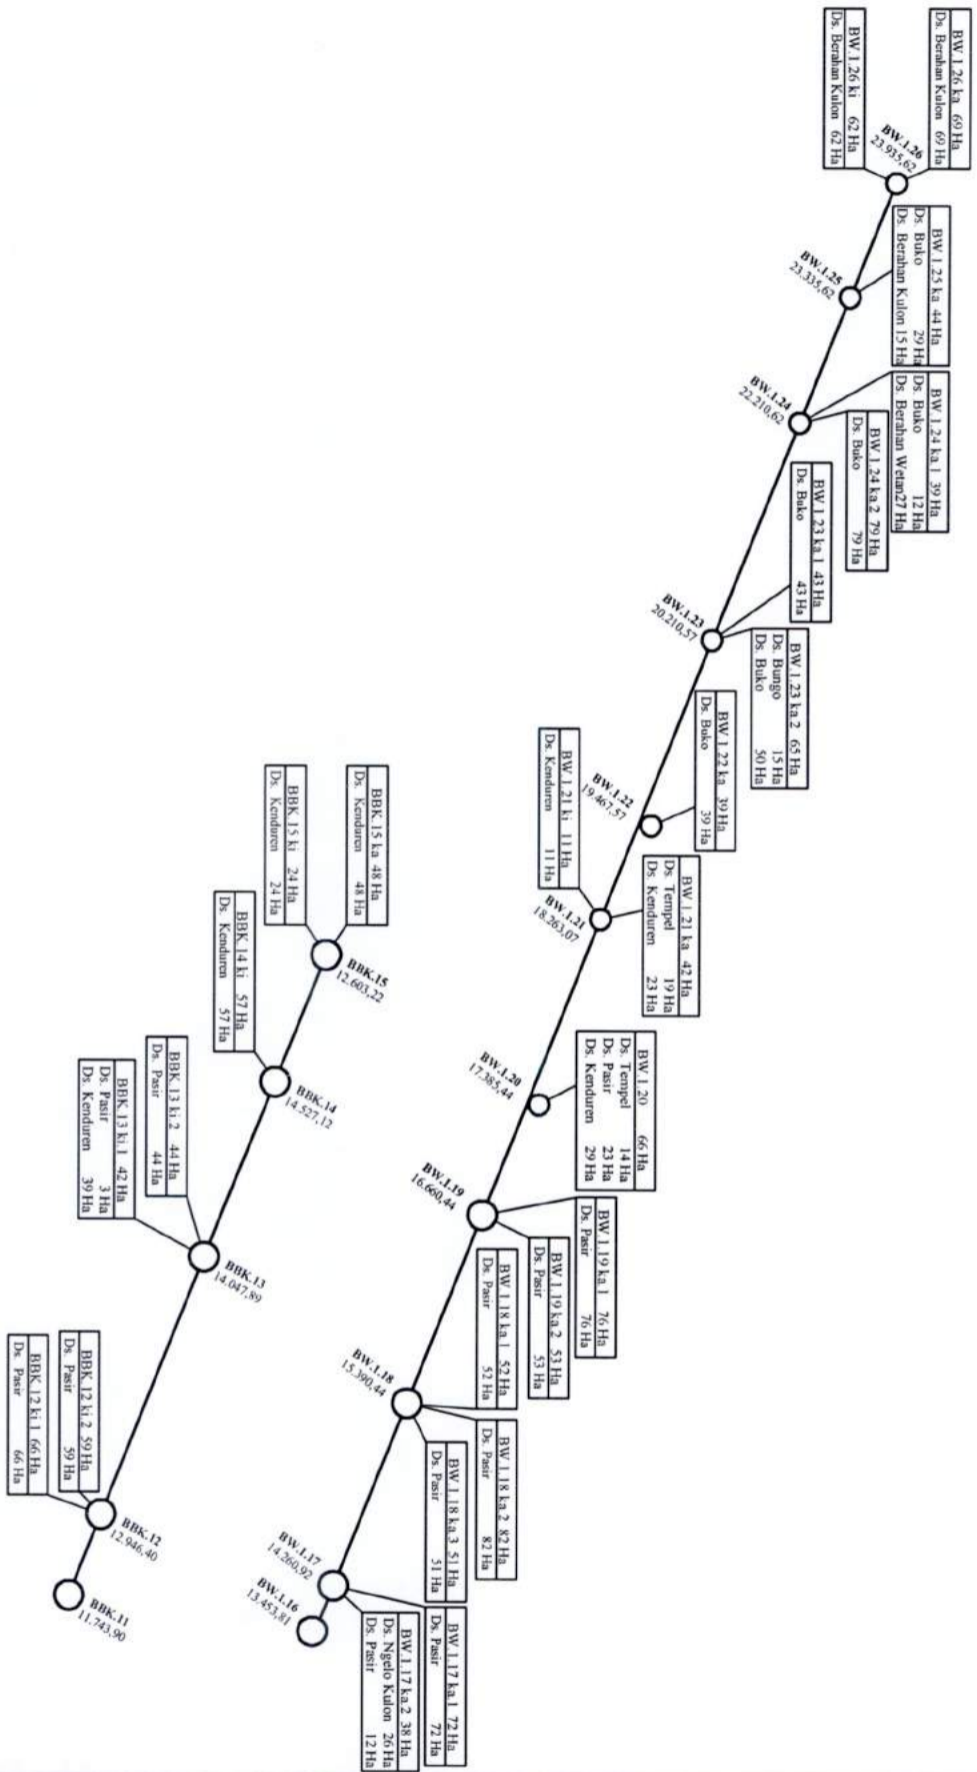 BW.1.26 ka 69 Ha
Ds. Berahan Kulon 69 Ha
BW.1.26 ki 62 Ha
Ds. Berahan Kulon 62 Ha
BW.1.26
23.935,62
BW.1.25 ka 44 Ha
Ds. Buko 29 Ha
Ds. Berahan Kulon 15 Ha
BW.1.25
23.335,62
BW.1.24 ka.1 39 Ha
Ds. Buko 12 Ha
Ds. Berahan Wetan 27 Ha
BW.1.24 ka.2 79 Ha
Ds. Buko 79 Ha
BW.1.24
22.210,62
BW.1.23 ka.1 43 Ha
Ds. Buko 43 Ha
BW.1.23 ka.2 65 Ha
Ds. Bungo 15 Ha
Ds. Buko 50 Ha
BW.1.23
20.210,57
BW.1.22 ka 39 Ha
Ds. Buko 39 Ha
BW.1.22
19.467,57
BW.1.21 ki 11 Ha
Ds. Kenduren 11 Ha
BW.1.21 ka 42 Ha
Ds. Tempel 19 Ha
Ds. Kenduren 23 Ha
BW.1.21
18.263,07
BW.1.20 66 Ha
Ds. Tempel 14 Ha
Ds. Pasir 23 Ha
Ds. Kenduren 29 Ha
BW.1.20
17.385,44
BW.1.19 ka.1 76 Ha
Ds. Pasir 76 Ha
BW.1.19 ka.2 53 Ha
Ds. Pasir 53 Ha
BW.1.19
16.660,44
BW.1.18 ka.1 52 Ha
Ds. Pasir 52 Ha
BW.1.18 ka.2 82 Ha
Ds. Pasir 82 Ha
BW.1.18 ka.3 51 Ha
Ds. Pasir 51 Ha
BW.1.18
15.390,44
BW.1.17 ka.1 72 Ha
Ds. Pasir 72 Ha
BW.1.17 ka.2 38 Ha
Ds. Ngelo Kulon 26 Ha
Ds. Pasir 12 Ha
BW.1.17
14.260,92
BW.1.16
13.453,81
BBK.15 ka 48 Ha
Ds. Kenduren 48 Ha
BBK.15 ki 24 Ha
Ds. Kenduren 24 Ha
BBK.15
12.603,22
BBK.14 ki 57 Ha
Ds. Kenduren 57 Ha
BBK.14
14.527,12
BBK.13 ki.2 44 Ha
Ds. Pasir 44 Ha
BBK.13 ki.1 42 Ha
Ds. Pasir 3 Ha
Ds. Kenduren 39 Ha
BBK.13
14.047,89
BBK.12 ki.2 59 Ha
Ds. Pasir 59 Ha
BBK.12 ki.1 66 Ha
Ds. Pasir 66 Ha
BBK.12
12.946,40
BBK.11
11.743,90